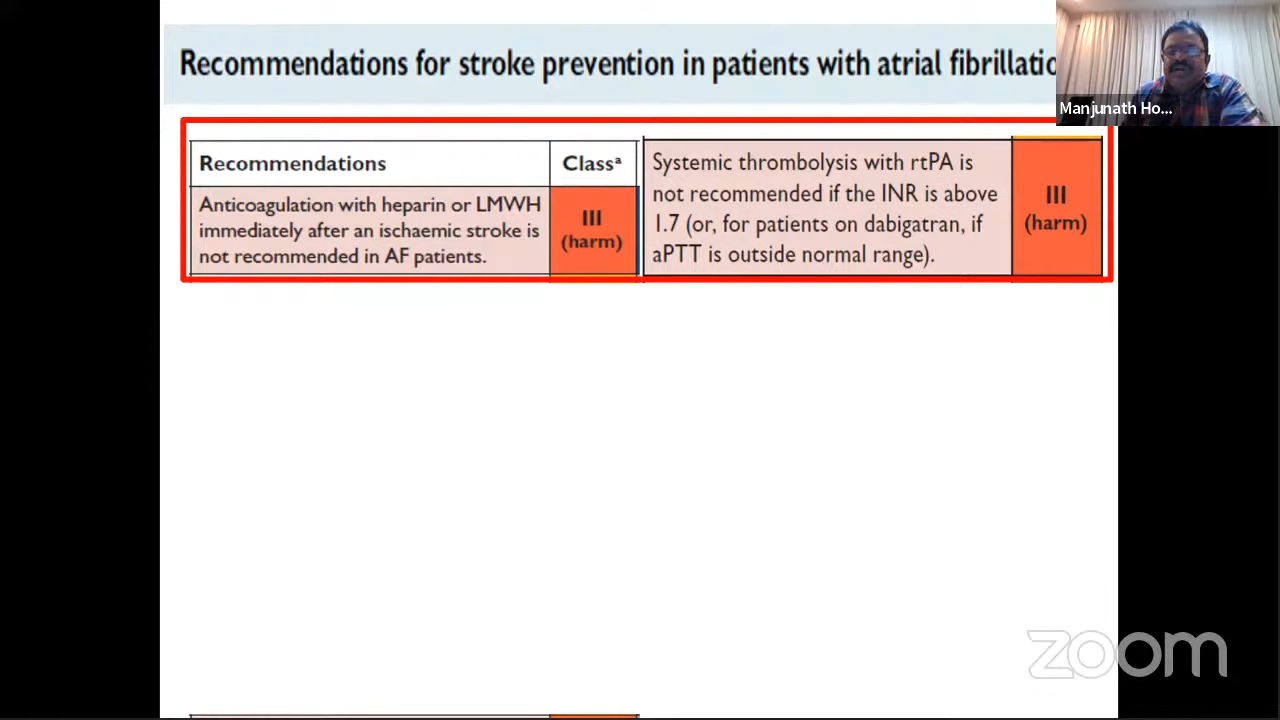 Recommendations for stroke prevention in patients with atrial
Manjunath Ho...
Recommendations
Classª
Anticoagulation with heparin or LMWH
immediately after an ischaemic stroke is
not recommended in AF patients.
III
(harm)
Systemic thrombolysis with rtPA is
not recommended if the INR is above
1.7 (or, for patients on dabigatran, if
aPTT is outside normal range).
III
(harm)
zoom